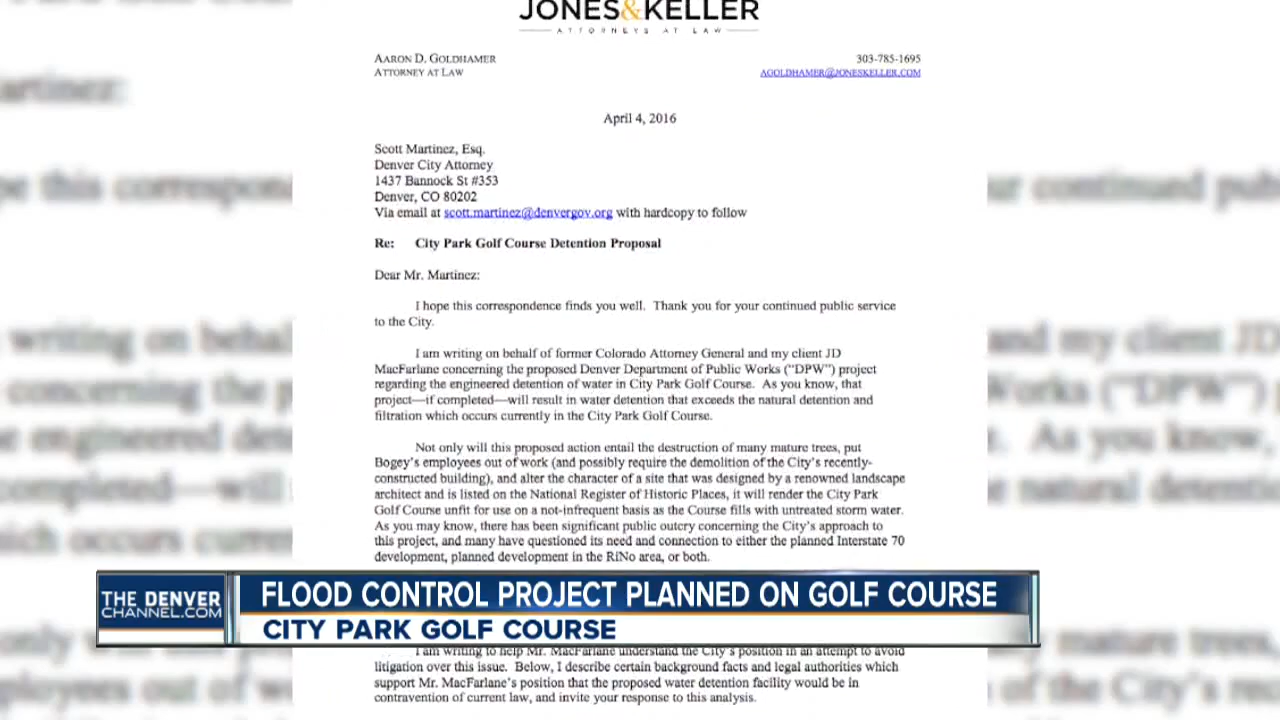 JONES&KELLER
ATTORNEYS AT LAW
AARON D. GOLDHAMER
ATTORNEY AT LAW
303-785-1695
AGOLDHAMER@JONESKELLER.COM
April 4, 2016
Scott Martinez, Esq.
Denver City Attorney
1437 Bannock St #353
Denver, CO 80202
Via email at scott.martinez@denvergov.org with hardcopy to follow
Re: City Park Golf Course Detention Proposal
Dear Mr. Martinez:
I hope this correspondence finds you well. Thank you for your continued public service
to the City.
I am writing on behalf of former Colorado Attorney General and my client JD
MacFarlane concerning the proposed Denver Department of Public Works ("DPW") project
regarding the engineered detention of water in City Park Golf Course. As you know, that
project—if completed—will result in water detention that exceeds the natural detention and
filtration which occurs currently in the City Park Golf Course.
Not only will this proposed action entail the destruction of many mature trees, put
Bogey's employees out of work (and possibly require the demolition of the City's recently-
constructed building), and alter the character of a site that was designed by a renowned landscape
architect and is listed on the National Register of Historic Places, it will render the City Park
Golf Course unfit for use on a not-infrequent basis as the Course fills with untreated storm water.
As you may know, there has been significant public outcry concerning the City's approach to
this project, and many have questioned its need and connection to either the planned Interstate 70
development, planned development in the RiNo area, or both.
THE DENVER
CHANNEL.COM
FLOOD CONTROL PROJECT PLANNED ON GOLF COURSE
CITY PARK GOLF COURSE
I am writing to help Mr. MacFarlane understand the City's position in an attempt to avoid
litigation over this issue. Below, I describe certain background facts and legal authorities which
support Mr. MacFarlane's position that the proposed water detention facility would be in
contravention of current law, and invite your response to this analysis.